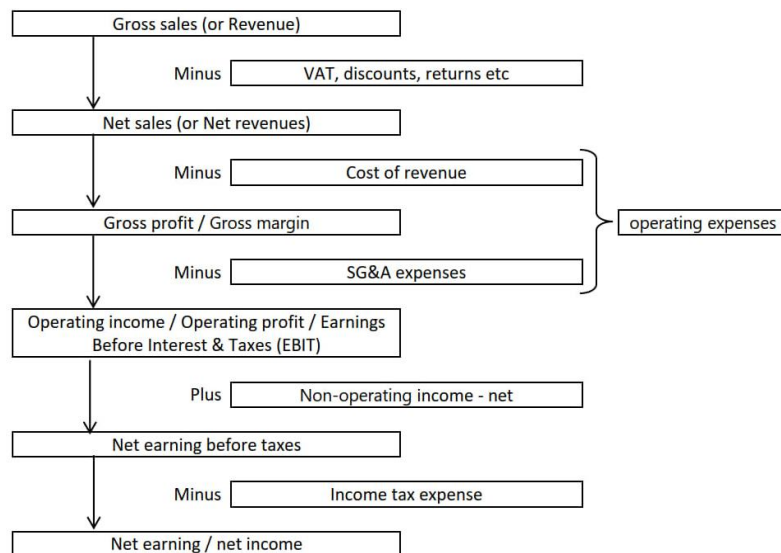 Gross sales (or Revenue)
Minus
VAT, discounts, returns etc
Net sales (or Net revenues)
Minus
Cost of revenue
operating expenses
Gross profit / Gross margin
Minus
SG&A expenses
Operating income / Operating profit / Earnings
Before Interest & Taxes (EBIT)
Plus
Non-operating income - net
Net earning before taxes
Minus
Income tax expense
Net earning / net income